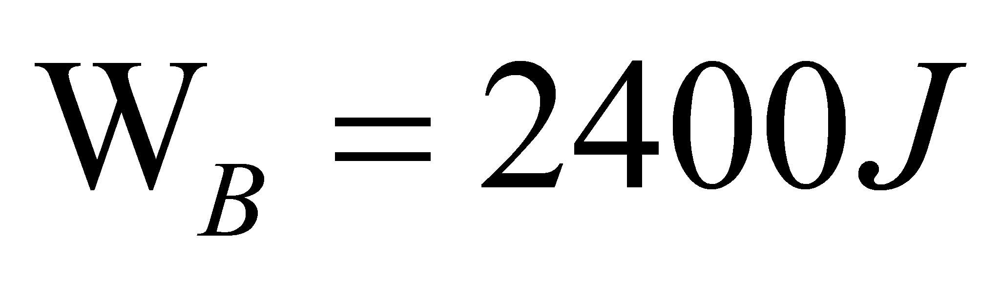 W_B = 2400J